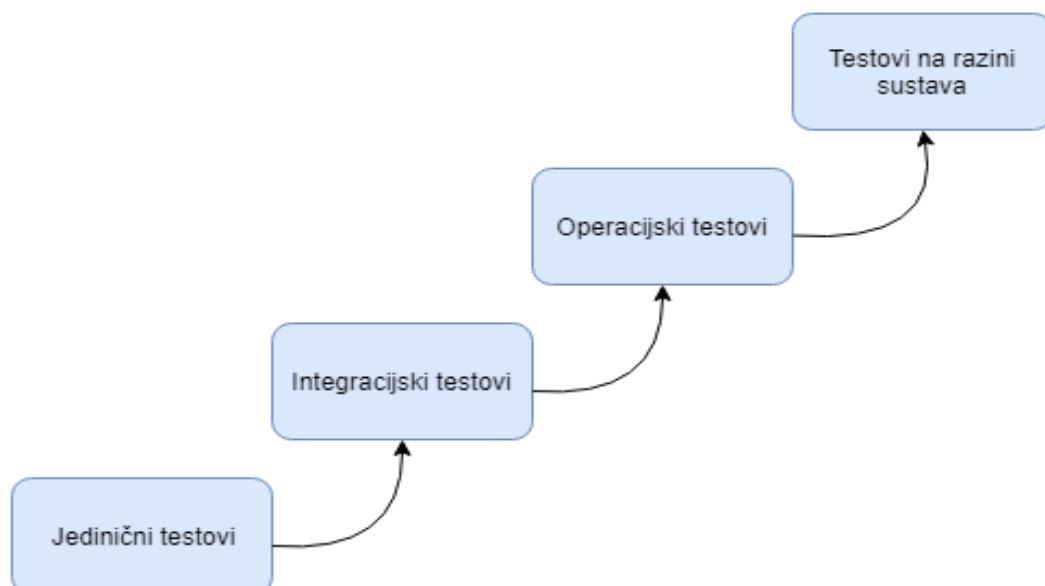 Testovi na razini
sustava
Operacijski testovi
Integracijski testovi
Jedinični testovi